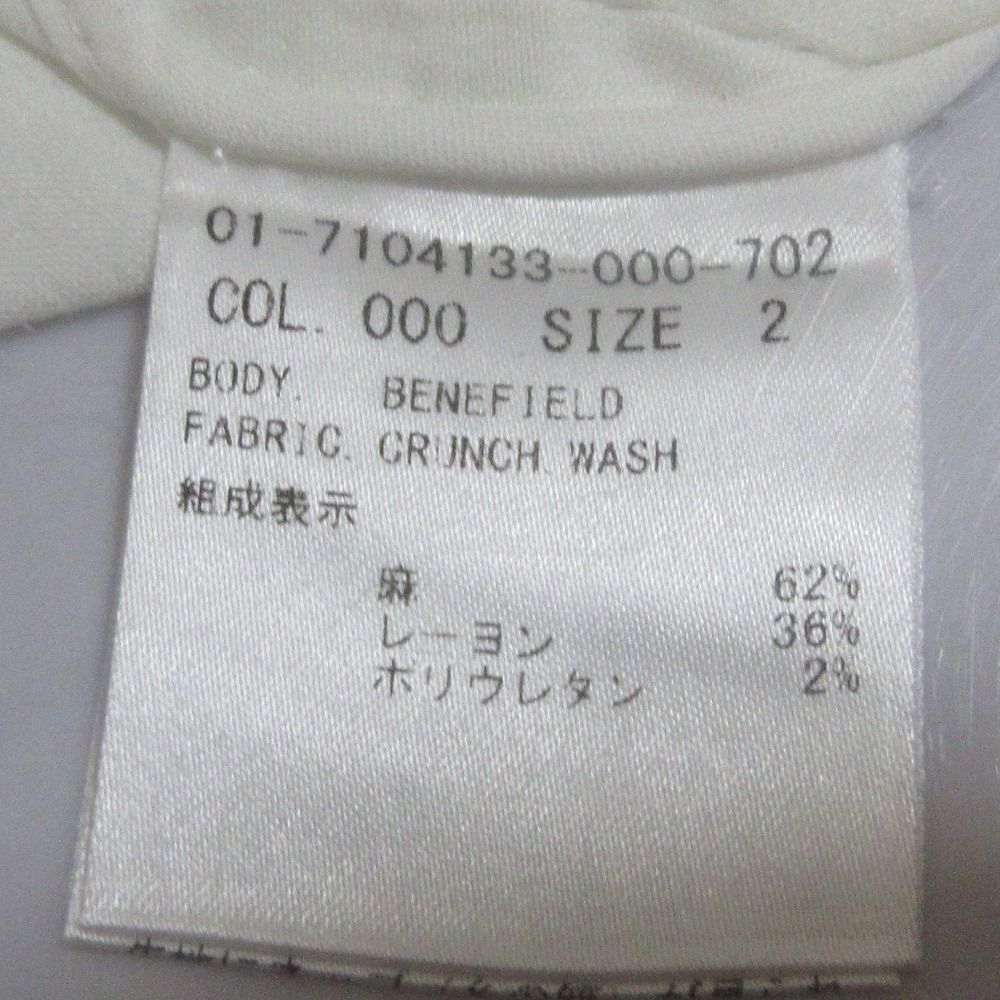 01-7104133-000-702
COL. 000 SIZE 2
BODY. BENEFIELD
FABRIC. CRUNCH WASH
組成表示
麻 62%
レーヨン 36%
ポリウレタン 2%